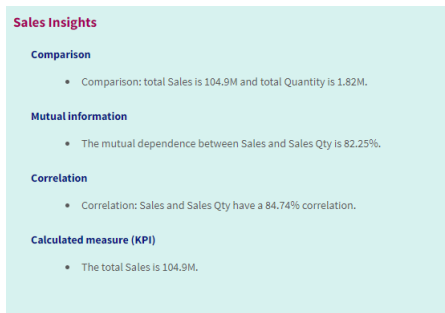 Sales Insights
Comparison
• Comparison: total Sales is 104.9M and total Quantity is 1.82M.
Mutual information
• The mutual dependence between Sales and Sales Qty is 82.25%.
Correlation
• Correlation: Sales and Sales Qty have a 84.74% correlation.
Calculated measure (KPI)
• The total Sales is 104.9M.